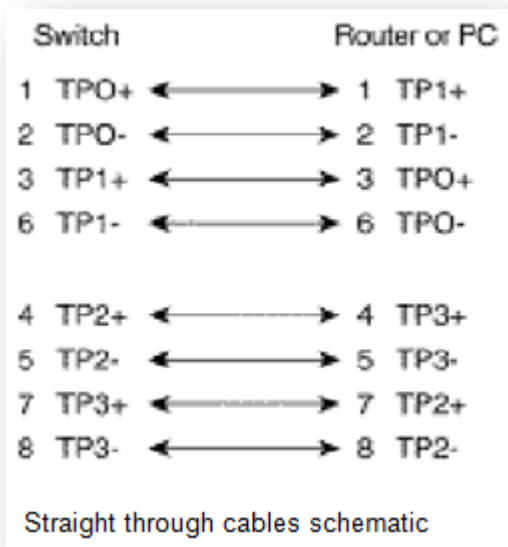 Switch Router or PC
1 TPO+ 1 TP1+
2 TPO- 2 TP1-
3 TP1+ 3 TPO+
6 TP1- 6 TPO-
4 TP2+ 4 TP3+
5 TP2- 5 TP3-
7 TP3+ 7 TP2+
8 TP3- 8 TP2-
Straight through cables schematic